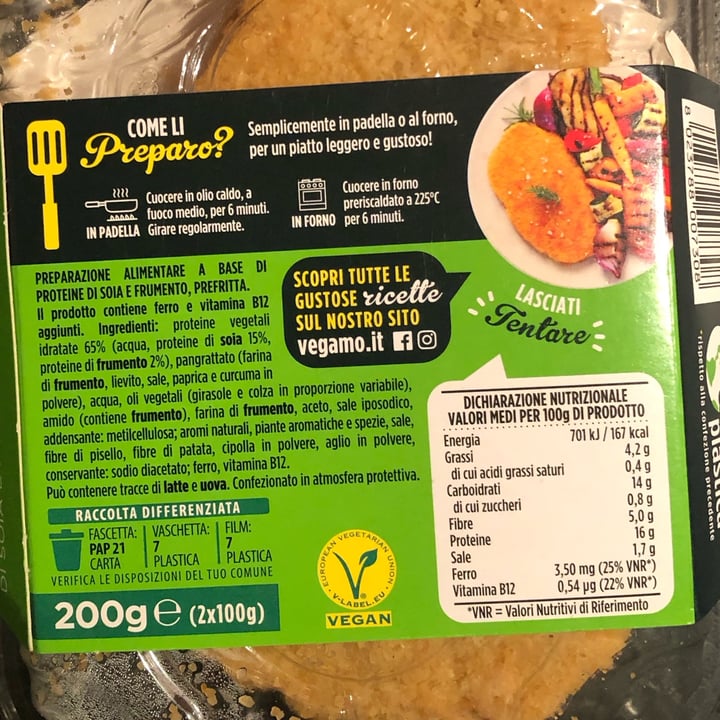 COME LI
Preparo?
Semplicemente in padella o al forno,
per un piatto leggero e gustoso!
IN PADELLA
Cuocere in olio caldo, a
fuoco medio, per 6 minuti.
Girare regolarmente.
IN FORNO
Cuocere in forno
preriscaldato a 225°C
per 6 minuti.
PREPARAZIONE ALIMENTARE A BASE DI
PROTEINE DI SOIA E FRUMENTO, PREFRITTA.
Il prodotto contiene ferro e vitamina B12
aggiunti. Ingredienti: proteine vegetali
idratate 65% (acqua, proteine di soia 15%,
proteine di frumento 2%), pangrattato (farina
di frumento, lievito, sale, paprica e curcuma in
polvere), acqua, oli vegetali (girasole e colza in proporzione variabile),
amido (contiene frumento), farina di frumento, aceto, sale iposodico,
addensante: metilcellulosa; aromi naturali, piante aromatiche e spezie, sale,
fibre di pisello, fibre di patata, cipolla in polvere, aglio in polvere,
conservante: sodio diacetato; ferro, vitamina B12.
Può contenere tracce di latte e uova. Confezionato in atmosfera protettiva.
SCOPRI TUTTE LE
GUSTOSE ricette
SUL NOSTRO SITO
vegamo.it
LASCIATI
Tentare
RACCOLTA DIFFERENZIATA
FASCETTA:
PAP 21
CARTA
VASCHETTA:
7
PLASTICA
FILM:
7
PLASTICA
VERIFICA LE DISPOSIZIONI DEL TUO COMUNE
200g e (2x100g)
EUROPEAN VEGETARIAN UNION
V-LABEL.EU
VEGAN
DICHIARAZIONE NUTRIZIONALE
VALORI MEDI PER 100g DI PRODOTTO
Energia 701 kJ / 167 kcal
Grassi 4,2 g
di cui acidi grassi saturi 0,4 g
Carboidrati 14 g
di cui zuccheri 0,8 g
Fibre 5,0 g
Proteine 16 g
Sale 1,7 g
Ferro 3,50 mg (25% VNR*)
Vitamina B12 0,54 µg (22% VNR*)
*VNR = Valori Nutritivi di Riferimento
8 023783 007308
*rispetto alla confezione precedente